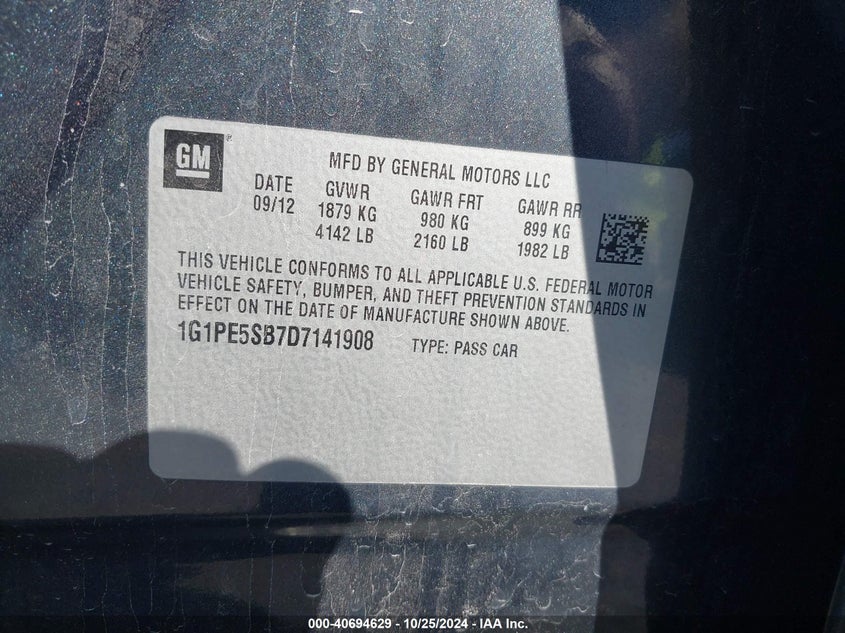 GM®
MFD BY GENERAL MOTORS LLC
DATE GVWR GAWR FRT GAWR RR
09/12 1879 KG 980 KG 899 KG
4142 LB 2160 LB 1982 LB
THIS VEHICLE CONFORMS TO ALL APPLICABLE U.S. FEDERAL MOTOR
VEHICLE SAFETY, BUMPER, AND THEFT PREVENTION STANDARDS IN
EFFECT ON THE DATE OF MANUFACTURE SHOWN ABOVE.
1G1PE5SB7D7141908 TYPE: PASS CAR
000-40694629 - 10/25/2024 - IAA Inc.